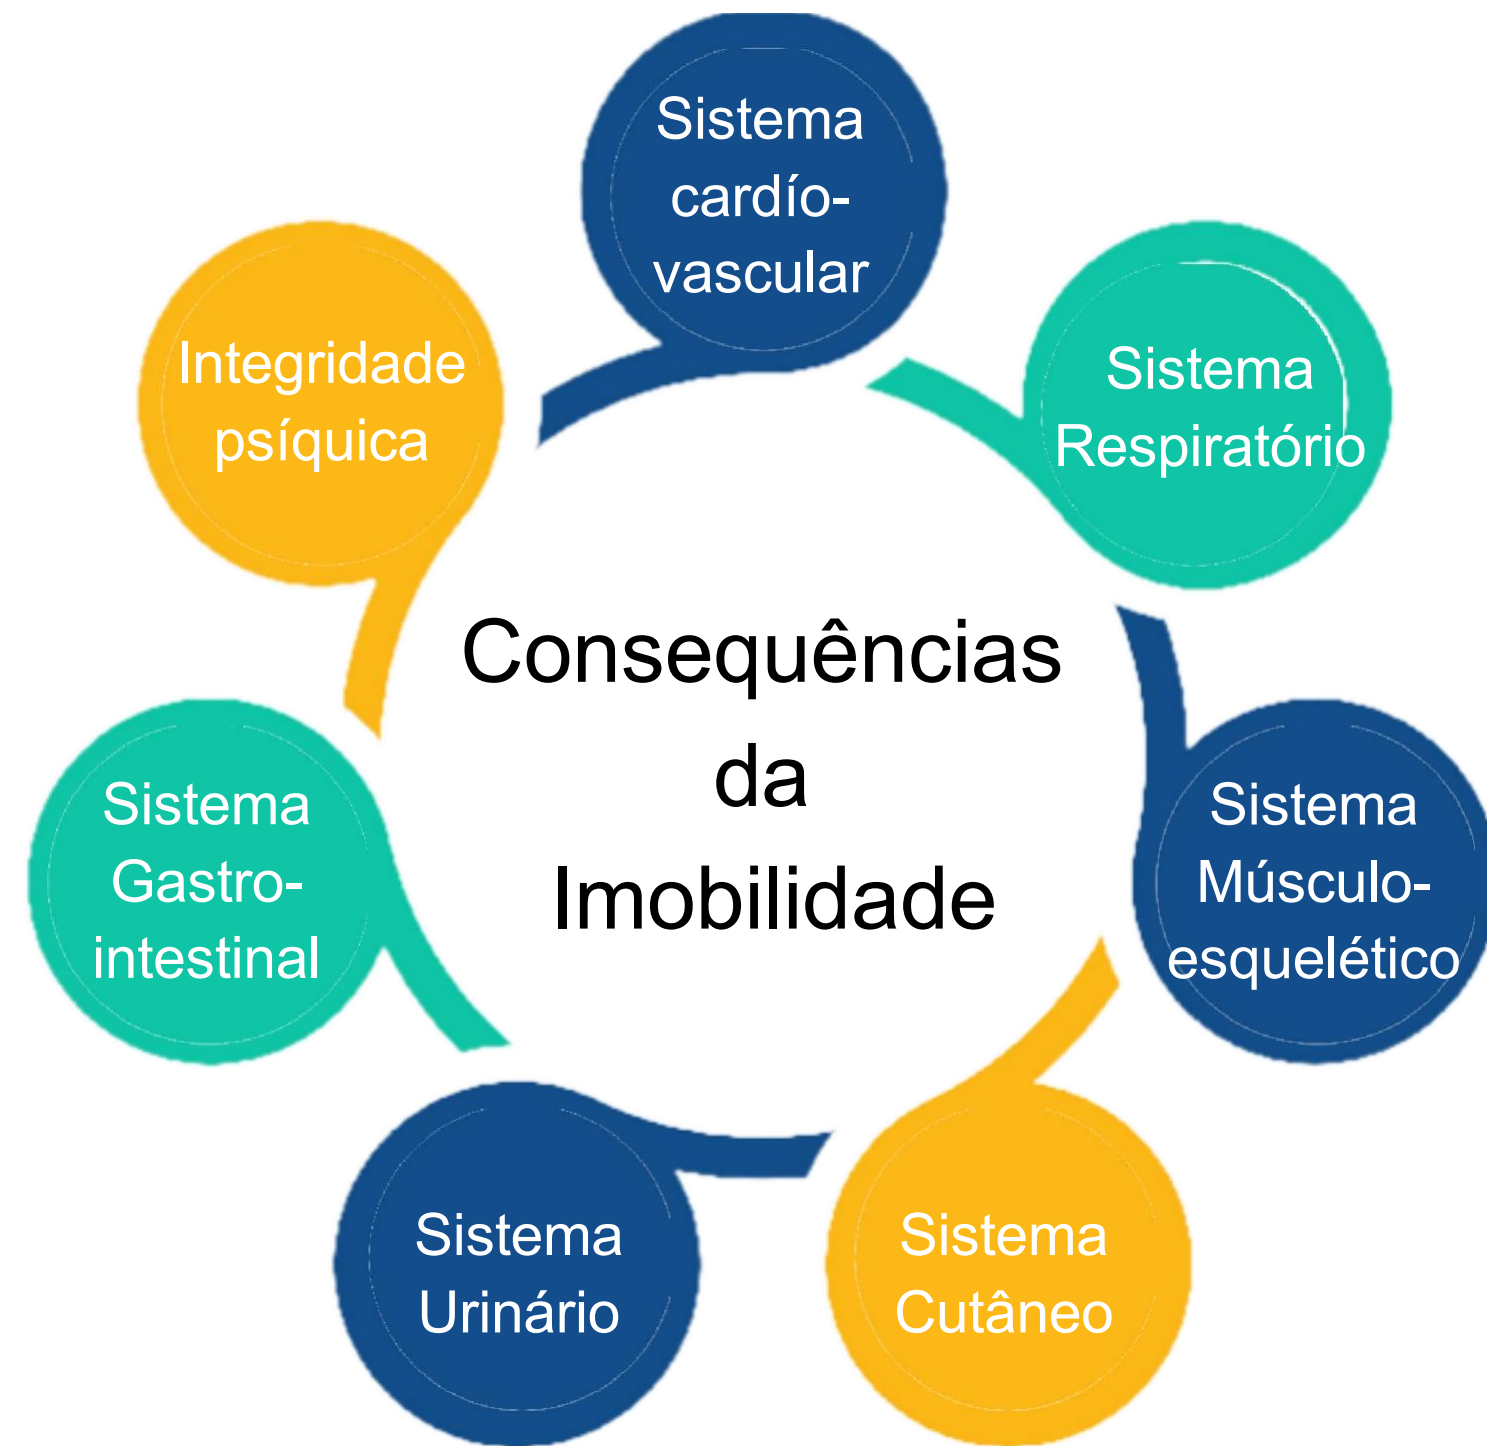 Sistema
cardío-
vascular
Sistema
Respiratório
Sistema
Músculo-
esquelético
Sistema
Cutâneo
Sistema
Urinário
Sistema
Gastro-
intestinal
Integridade
psíquica
Consequências
da
Imobilidade